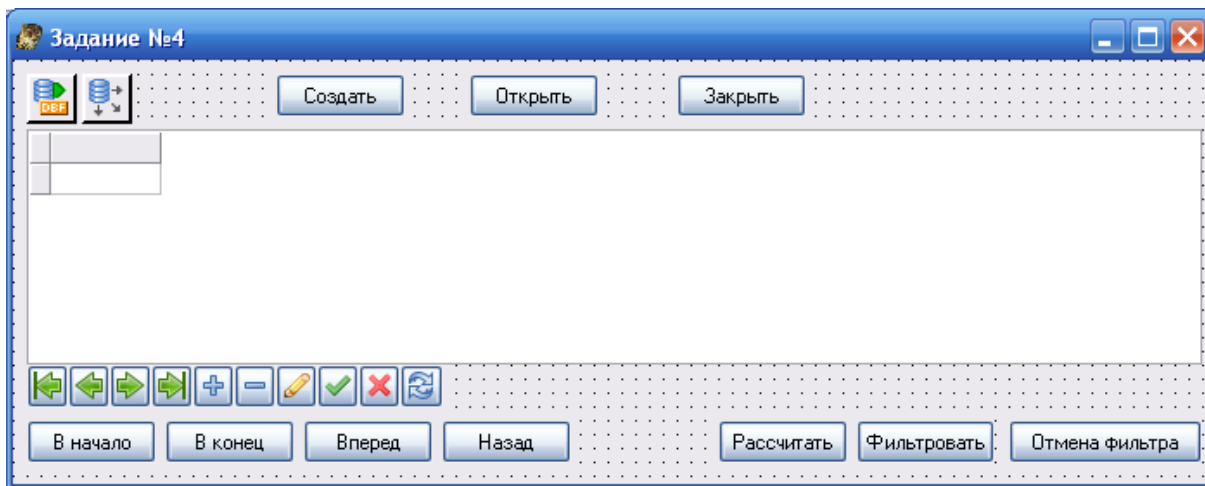 Задание №4
DBF
Создать Открыть Закрыть
В начало В конец Вперед Назад Рассчитать Фильтровать Отмена фильтра